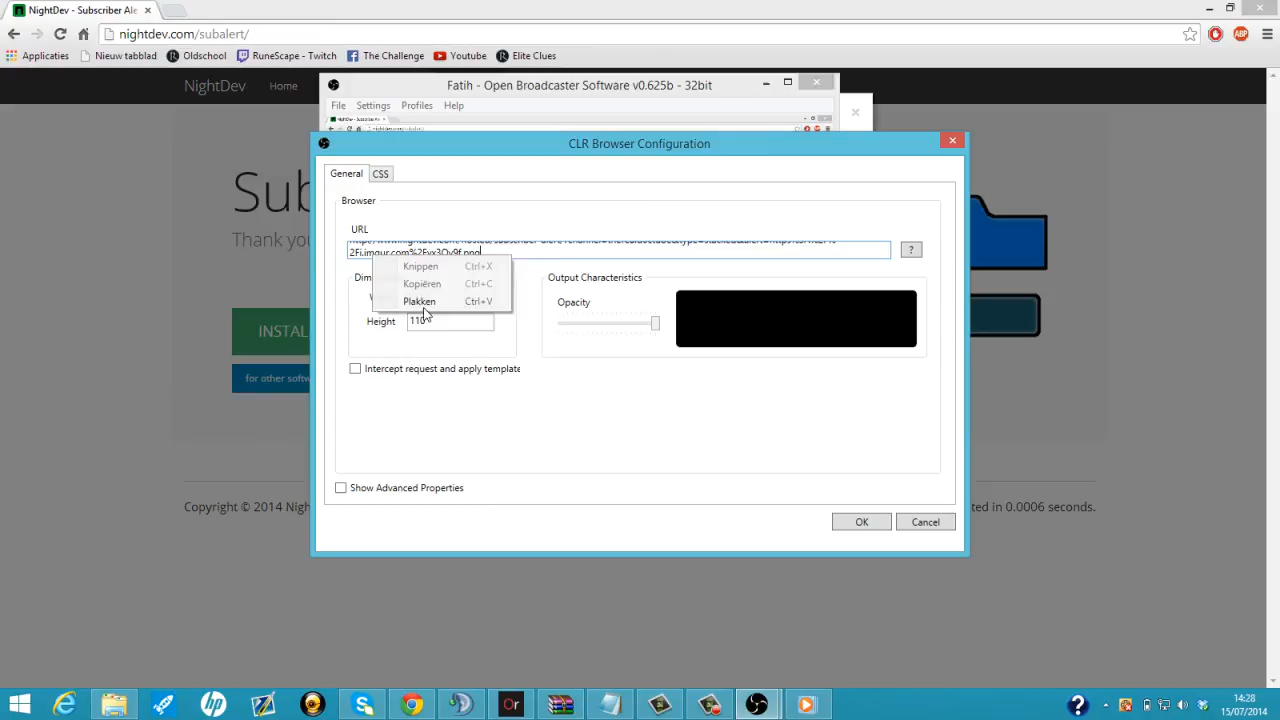 NightDev - Subscriber Ale
nightdev.com/subalert/
Applicaties
Nieuw tabblad
Oldschool
RuneScape - Twitch
The Challenge
Youtube
Elite Clues
NightDev
Home
Fatih - Open Broadcaster Software v0.625b - 32bit
File Settings Profiles Help
CLR Browser Configuration
General CSS
Browser
URL
?
Knippen Ctrl+X
Kopiëren Ctrl+C
Plakken Ctrl+V
Height 110
Output Characteristics
Opacity
Intercept request and apply template
Show Advanced Properties
OK Cancel
Sub
Thank you
INSTAL
for other softw
Copyright © 2014 Nigh
ted in 0.0006 seconds.
14:28
15/07/2014